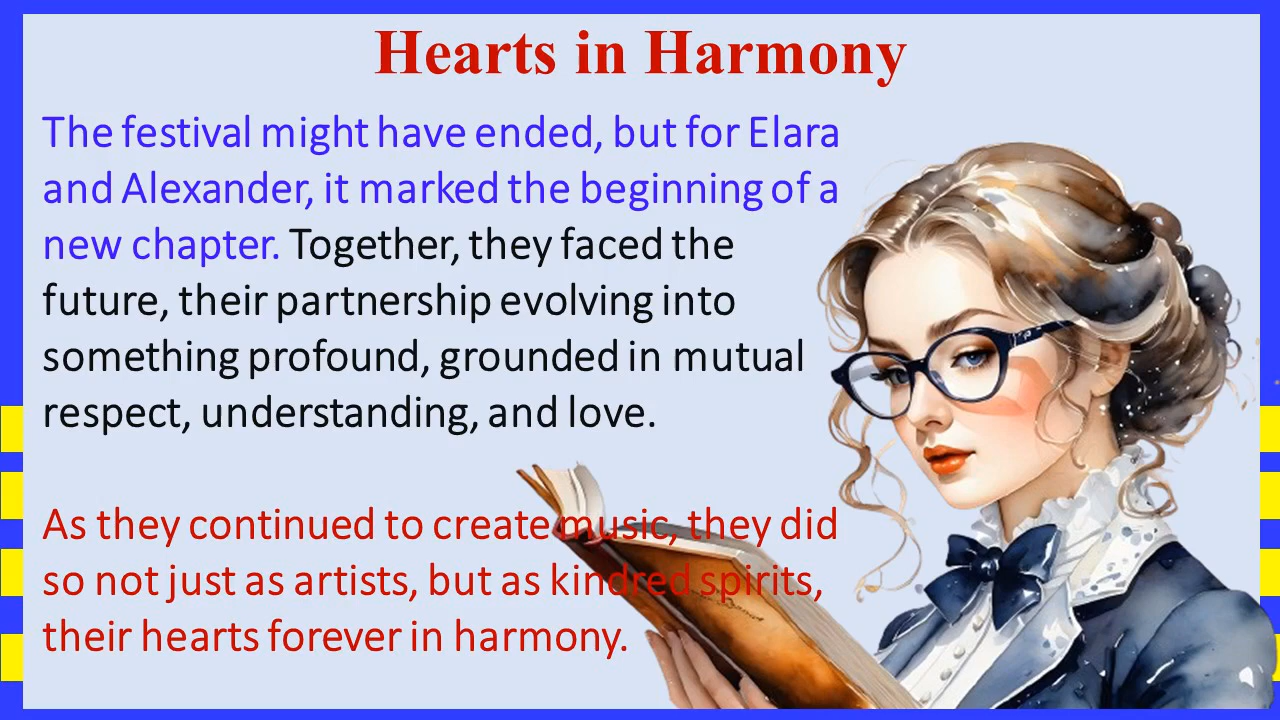 Hearts in Harmony
The festival might have ended, but for Elara
and Alexander, it marked the beginning of a
new chapter. Together, they faced the
future, their partnership evolving into
something profound, grounded in mutual
respect, understanding, and love.
As they continued to create music, they did
so not just as artists, but as kindred spirits,
their hearts forever in harmony.